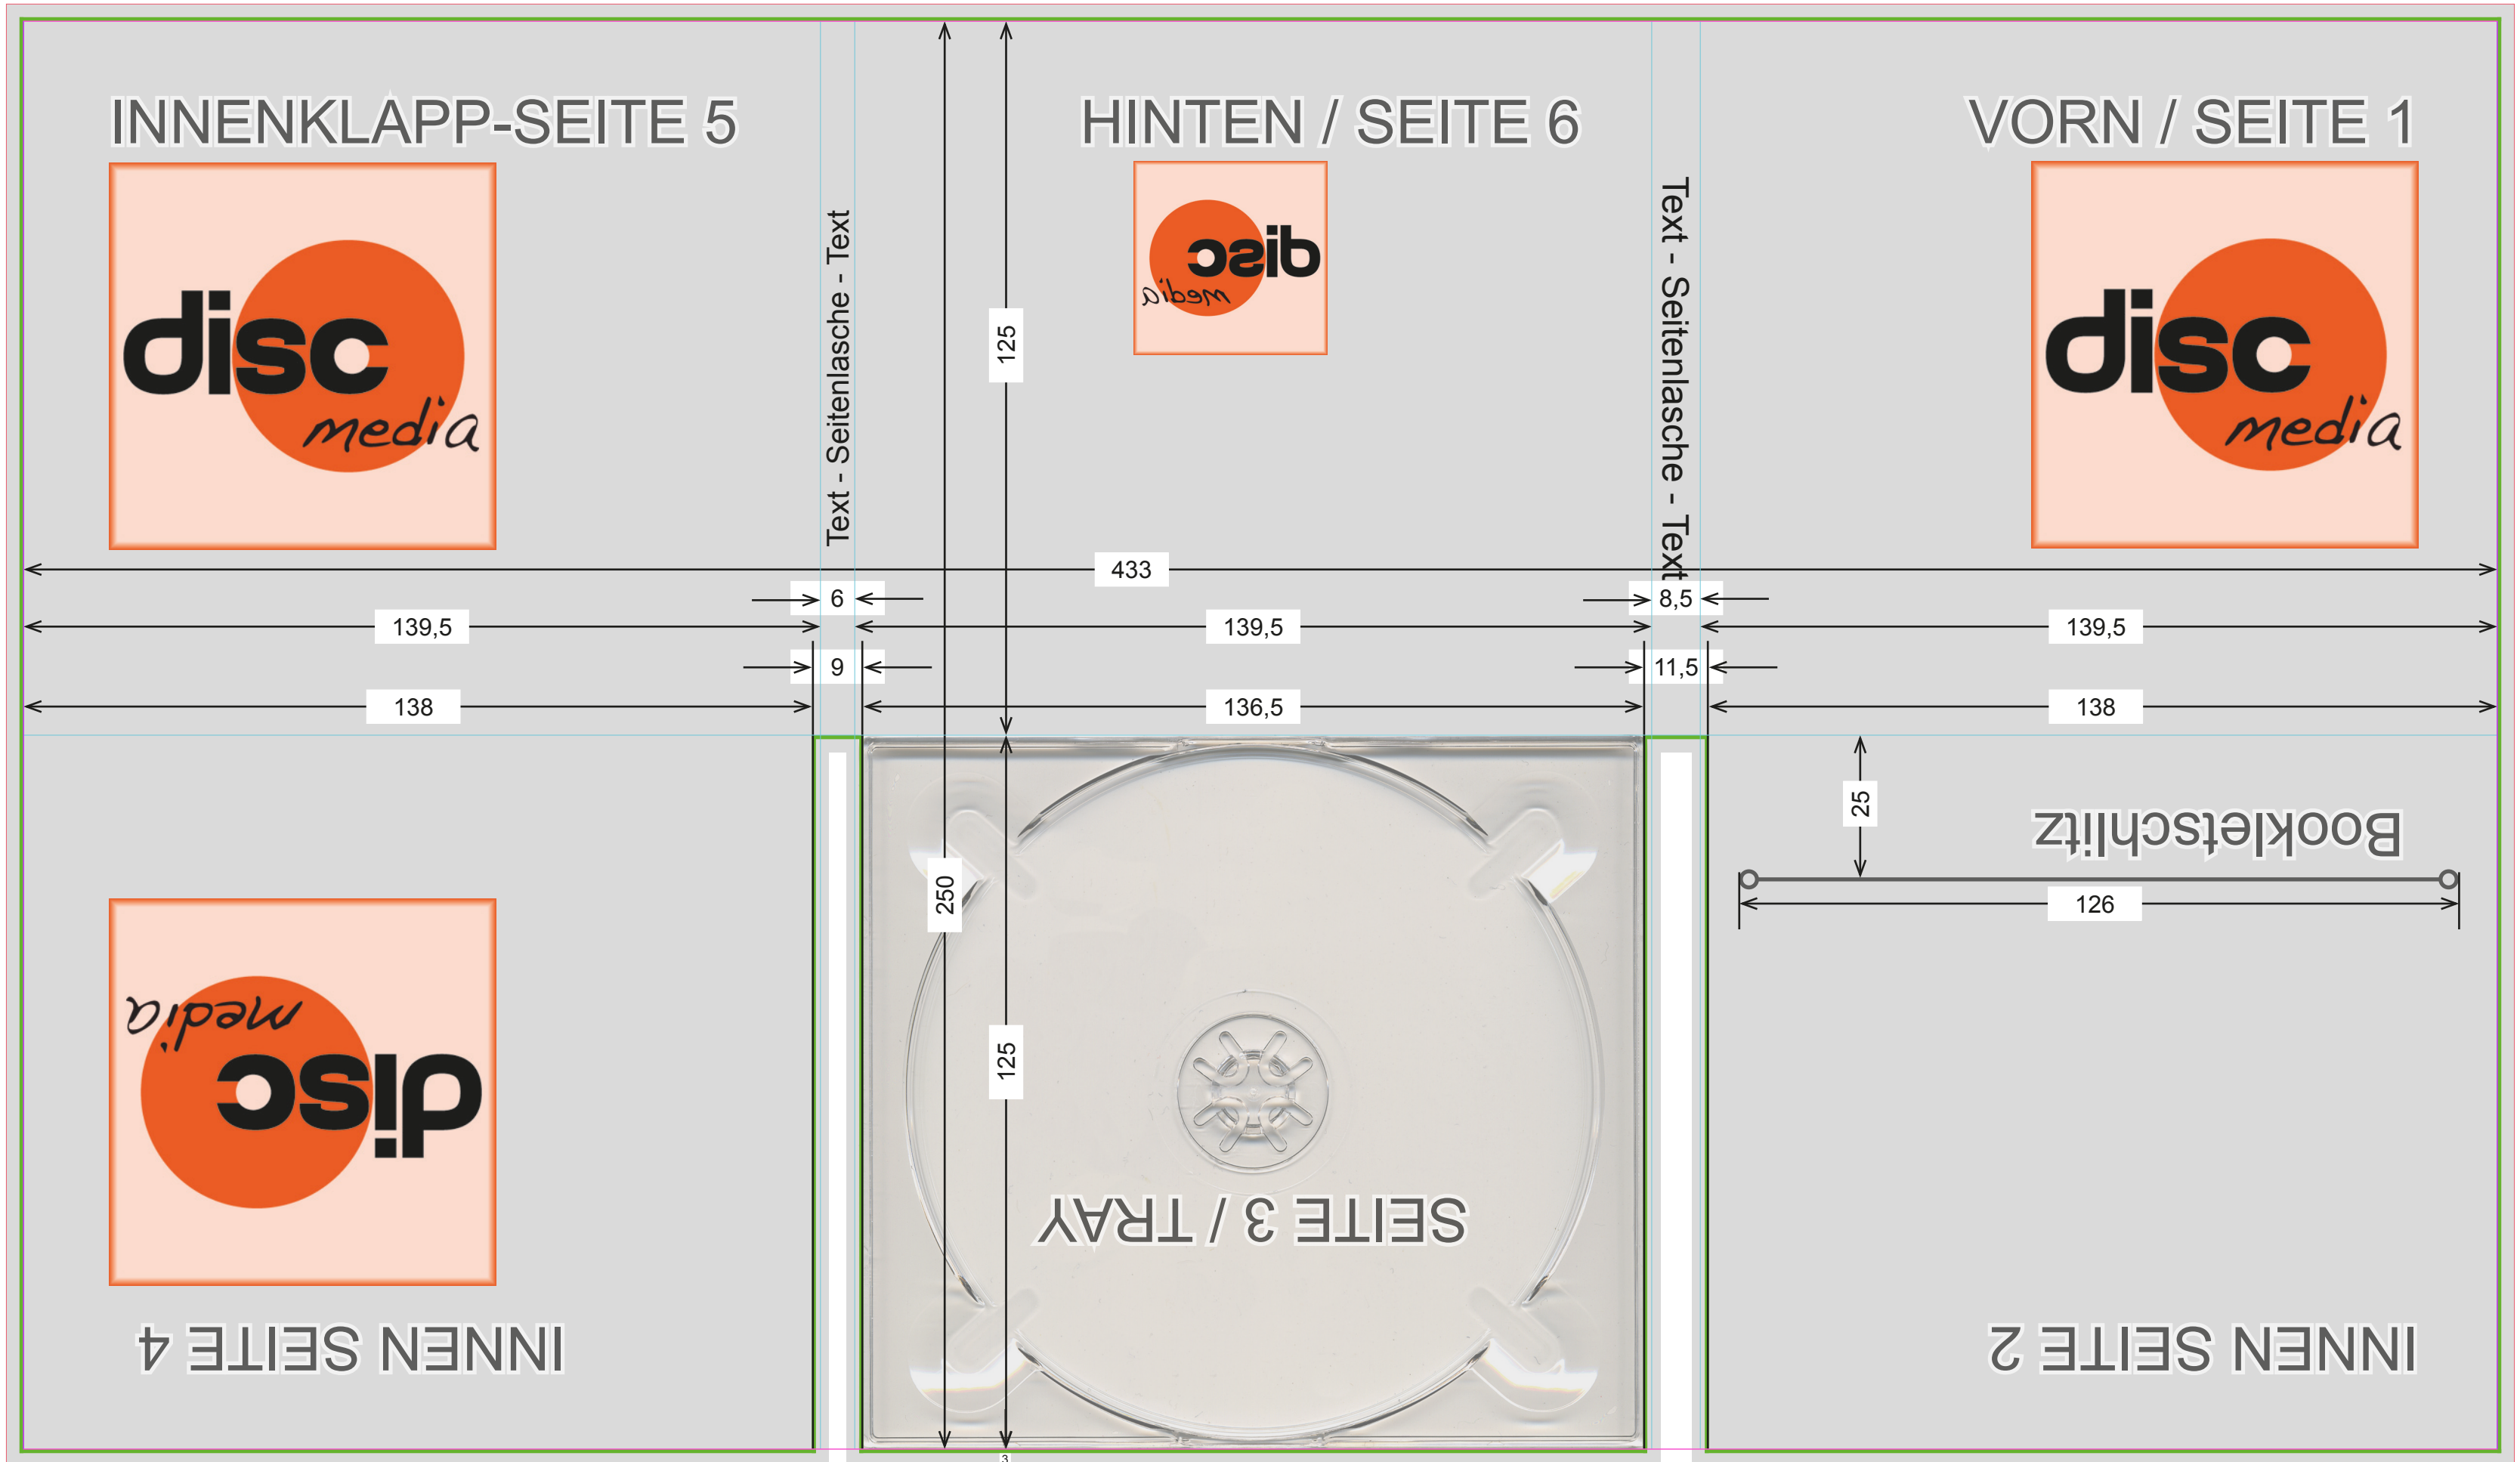 INNENKLAPP-SEITE 5
HINTEN / SEITE 6
VORN / SEITE 1
disc
media
disc
media
disc
media
Text - Seitenlasche - Text
Text - Seitenlasche - Text
125
433
6
8,5
139,5
139,5
139,5
9
11,5
138
136,5
138
25
Bookletschlitz
126
250
125
media
disc
SEITE 3 / TRAY
INNEN SEITE 4
INNEN SEITE 2
3